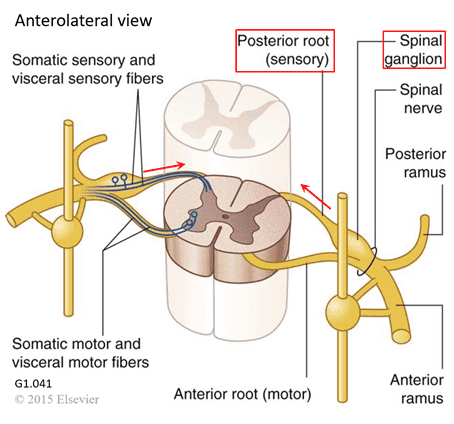 Anterolateral view
Somatic sensory and
visceral sensory fibers
Posterior root
(sensory)
Spinal
ganglion
Spinal
nerve
Posterior
ramus
Somatic motor and
visceral motor fibers
G1.041
© 2015 Elsevier
Anterior root (motor)
Anterior
ramus